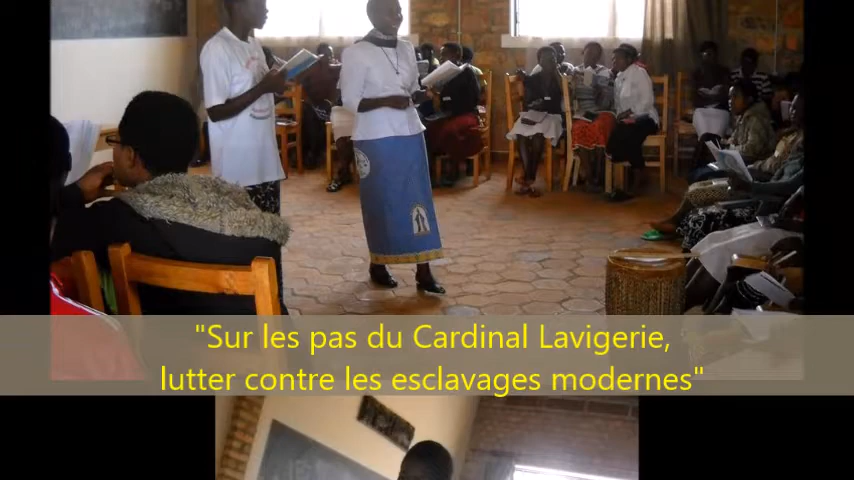 "Sur les pas du Cardinal Lavigerie,
lutter contre les esclavages modernes"